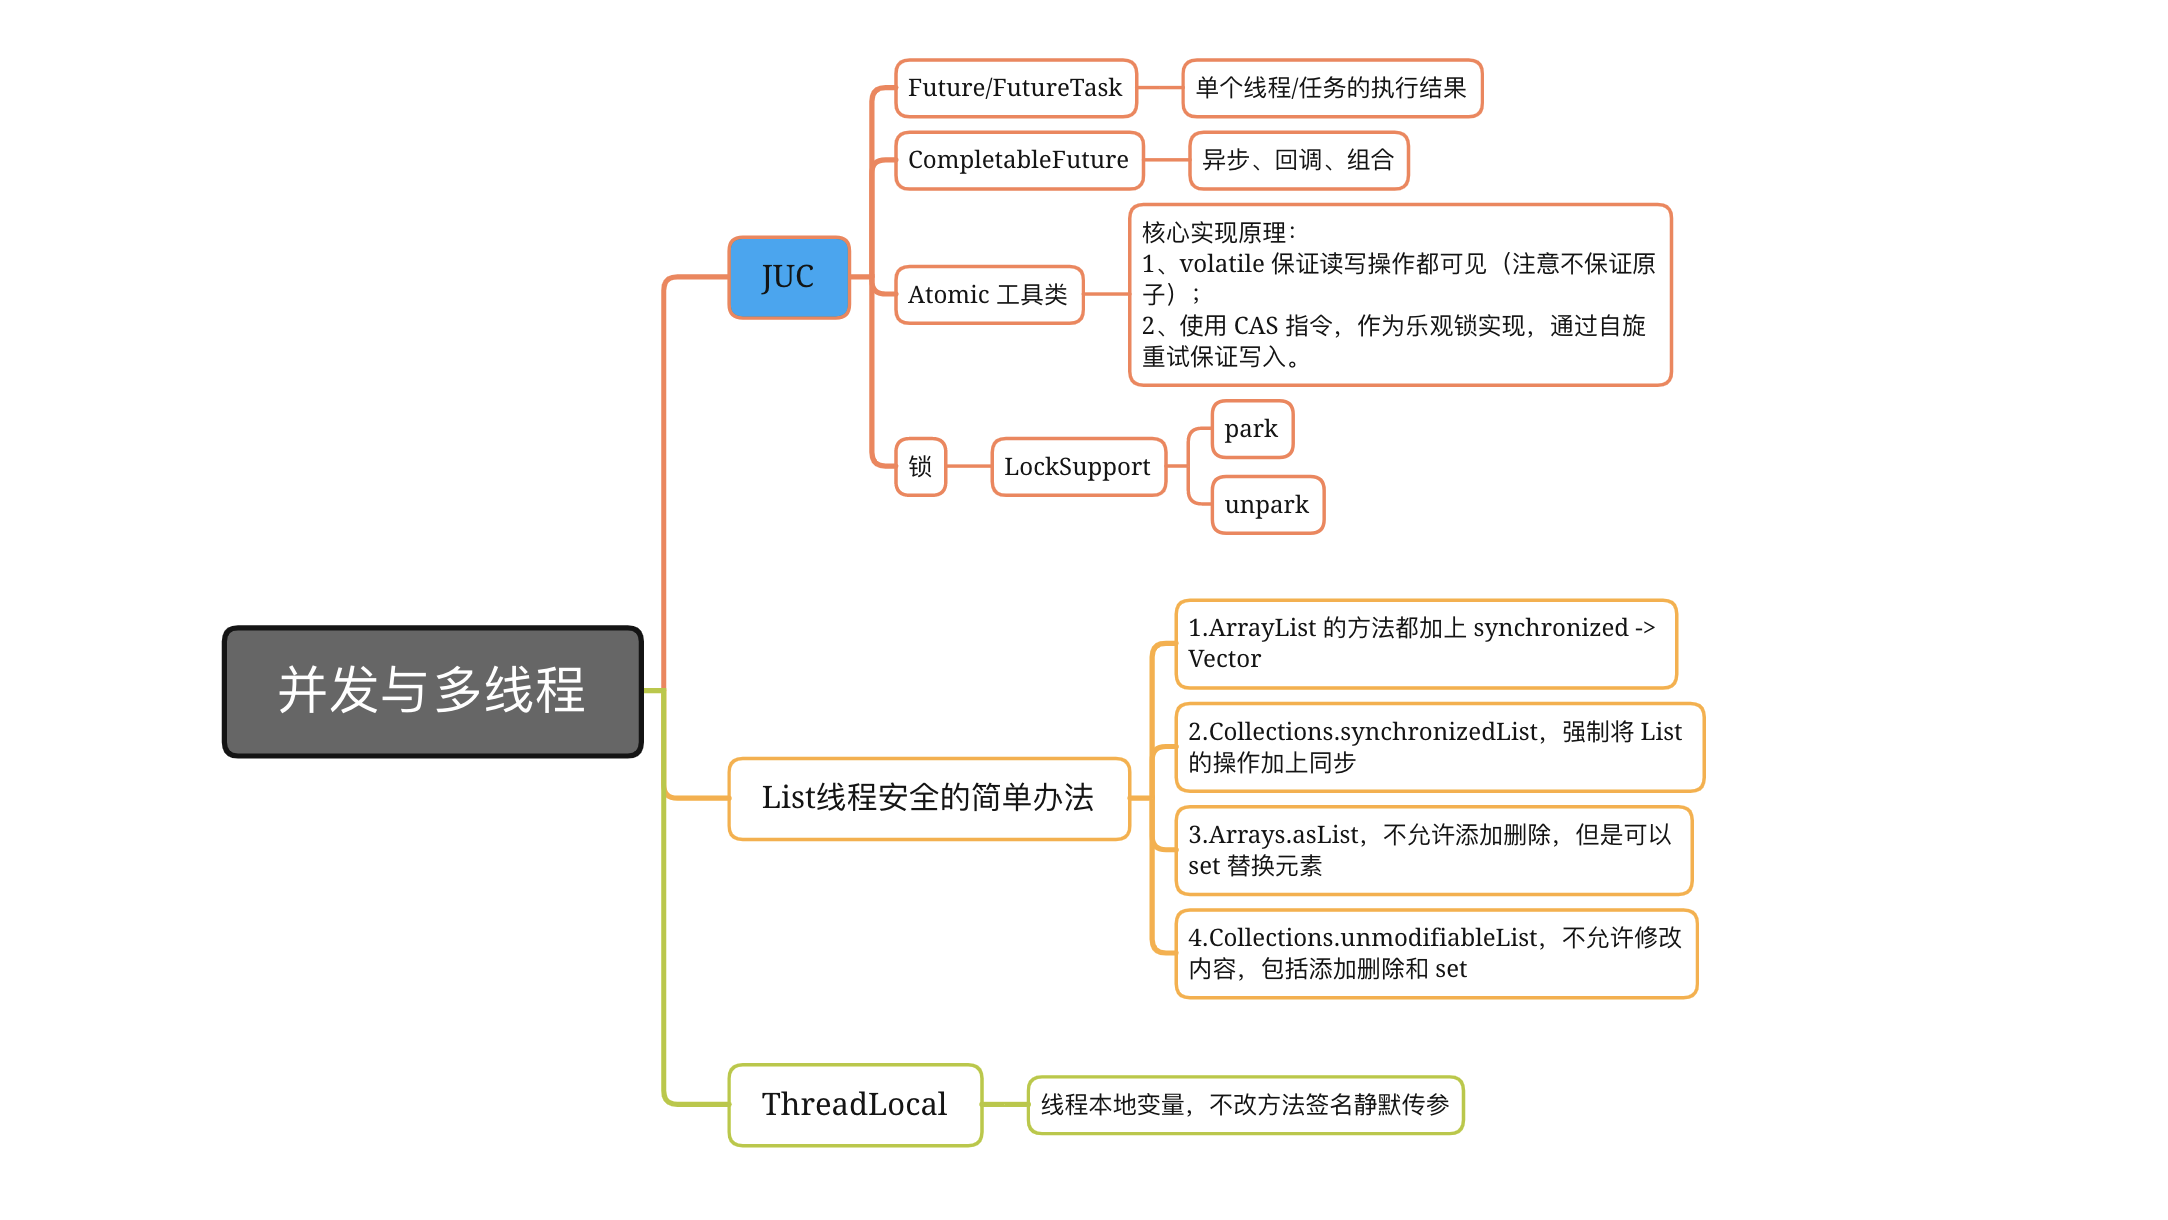 Future/FutureTask
单个线程/任务的执行结果
CompletableFuture
异步、回调、组合
JUC
Atomic 工具类
核心实现原理：
1、volatile 保证读写操作都可见（注意不保证原
子）；
2、使用 CAS 指令，作为乐观锁实现，通过自旋
重试保证写入。
锁
LockSupport
park
unpark
并发与多线程
List线程安全的简单办法
1.ArrayList 的方法都加上 synchronized ->
Vector
2.Collections.synchronizedList，强制将 List
的操作加上同步
3.Arrays.asList，不允许添加删除，但是可以
set 替换元素
4.Collections.unmodifiableList，不允许修改
内容，包括添加删除和 set
ThreadLocal
线程本地变量，不改方法签名静默传参